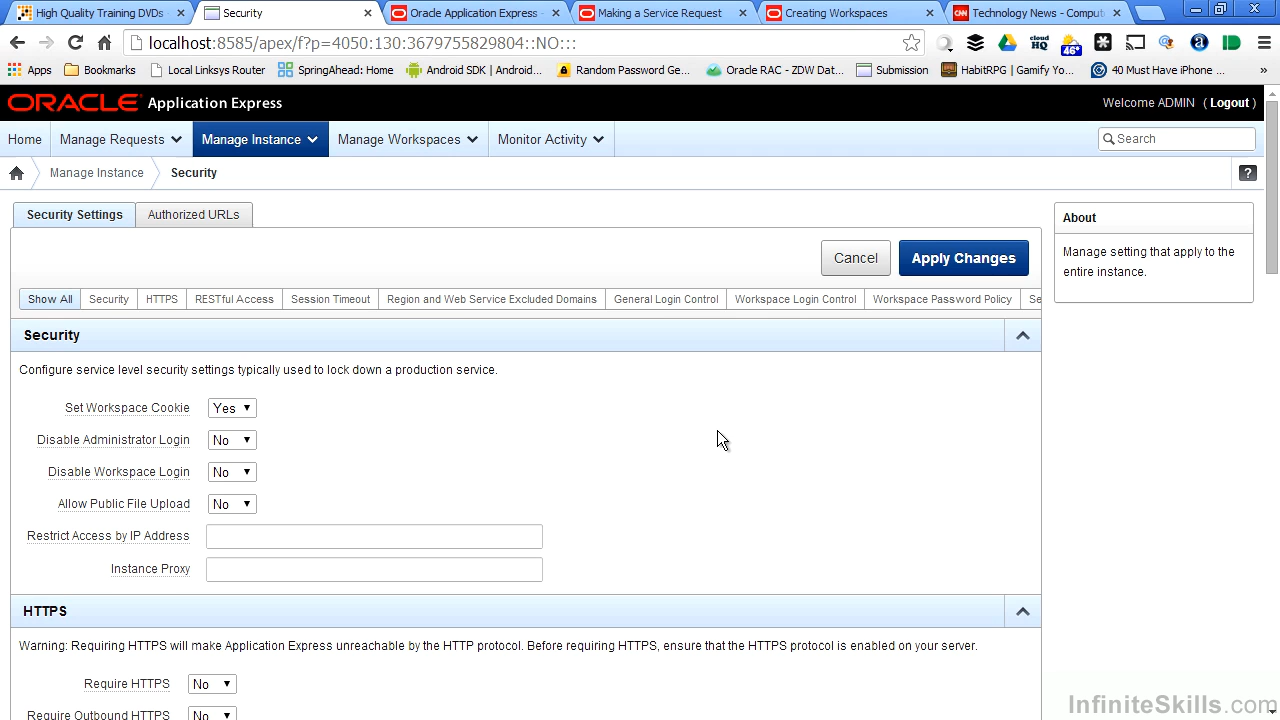 High Quality Training DVDs
Security
Oracle Application Express -
Making a Service Request
Creating Workspaces
CNN Technology News - Comput
localhost:8585/apex/f?p=4050:130:3679755829804::NO:::
cloud HQ
46°
Apps
Bookmarks
Local Linksys Router
SpringAhead: Home
Android SDK | Android...
Random Password Ge...
Oracle RAC - ZDW Dat...
Submission
HabitRPG | Gamify Yo...
40 Must Have iPhone ...
»
ORACLE Application Express
Welcome ADMIN ( Logout )
Home
Manage Requests
Manage Instance
Manage Workspaces
Monitor Activity
Search
Manage Instance
Security
?
Security Settings
Authorized URLs
About
Manage setting that apply to the
entire instance.
Cancel
Apply Changes
Show All
Security
HTTPS
RESTful Access
Session Timeout
Region and Web Service Excluded Domains
General Login Control
Workspace Login Control
Workspace Password Policy
Se
Security
Configure service level security settings typically used to lock down a production service.
Set Workspace Cookie Yes
Disable Administrator Login No
Disable Workspace Login No
Allow Public File Upload No
Restrict Access by IP Address
Instance Proxy
HTTPS
Warning: Requiring HTTPS will make Application Express unreachable by the HTTP protocol. Before requiring HTTPS, ensure that the HTTPS protocol is enabled on your server.
Require HTTPS No
Require Outbound HTTPS No
InfiniteSkills.com